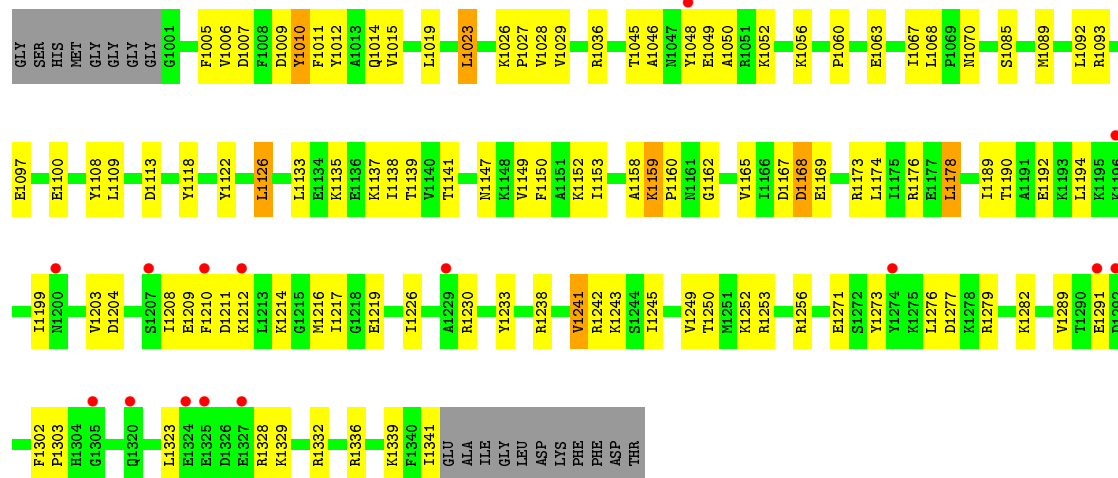 GLY SER HIS MET GLY GLY GLY GLY G1001 F1005 V1006 D1007 F1008 D1009 Y1010 F1011 Y1012 A1013 Q1014 V1015 L1019 L1023 K1026 P1027 V1028 V1029 R1036 T1045 A1046 N1047 Y1048 E1049 A1050 R1051 K1052 K1056 P1060 E1063 I1067 L1068 P1069 N1070 S1085 M1089 L1092 R1093
E1097 E1100 Y1108 L1109 D1113 Y1118 Y1122 L1126 L1133 E1134 K1135 E1136 K1137 I1138 T1139 V1140 T1141 N1147 K1148 V1149 F1150 A1151 K1152 I1153 A1158 K1159 P1160 N1161 G1162 V1165 I1166 D1167 D1168 E1169 R1173 L1174 I1175 R1176 E1177 L1178 I1189 T1190 A1191 E1192 K1193 L1194 K1195 K1196
I1199 N1200 V1203 D1204 S1207 I1208 E1209 F1210 D1211 K1212 L1213 K1214 G1215 M1216 I1217 G1218 E1219 I1226 A1229 R1230 Y1233 R1238 V1241 R1242 K1243 S1244 I1245 V1249 T1250 M1251 K1252 R1253 R1256 E1271 S1272 Y1273 Y1274 K1275 L1276 D1277 K1278 R1279 K1282 V1289 T1290 E1291 D1292
F1302 P1303 H1304 G1305 Q1320 L1323 E1324 E1325 D1326 E1327 R1328 K1329 R1332 R1336 K1339 F1340 I1341 GLU ALA ILE GLY LEU ASP LYS PHE PHE ASP THR